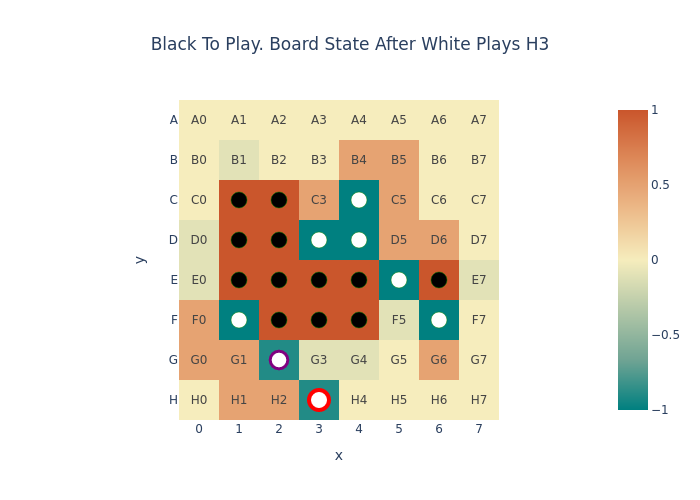 Black To Play. Board State After White Plays H3
A A0 A1 A2 A3 A4 A5 A6 A7
B B0 B1 B2 B3 B4 B5 B6 B7
C C0 C3 C5 C6 C7
D D0 D5 D6 D7
E E0 E7
F F0 F5 F7
G G0 G1 G3 G4 G5 G6 G7
H H0 H1 H2 H4 H5 H6 H7
0 1 2 3 4 5 6 7
x
y
1
0.5
0
−0.5
−1